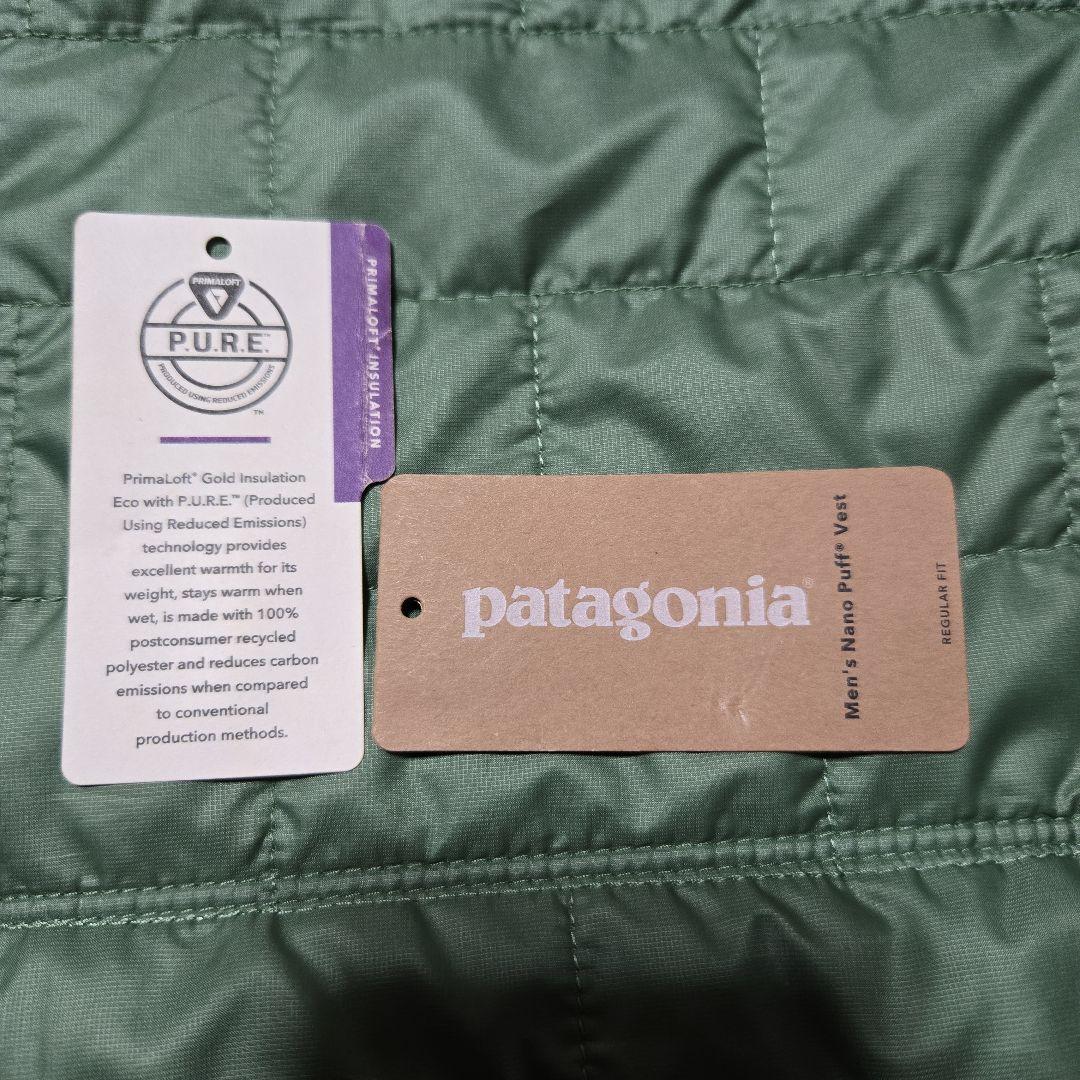 PRIMALOFT
P.U.R.E.™
PRODUCED USING REDUCED EMISSIONS
™
PRIMALOFT® INSULATION
PrimaLoft® Gold Insulation
Eco with P.U.R.E.™ (Produced
Using Reduced Emissions)
technology provides
excellent warmth for its
weight, stays warm when
wet, is made with 100%
postconsumer recycled
polyester and reduces carbon
emissions when compared
to conventional
production methods.
patagonia®
Men's Nano Puff® Vest
REGULAR FIT